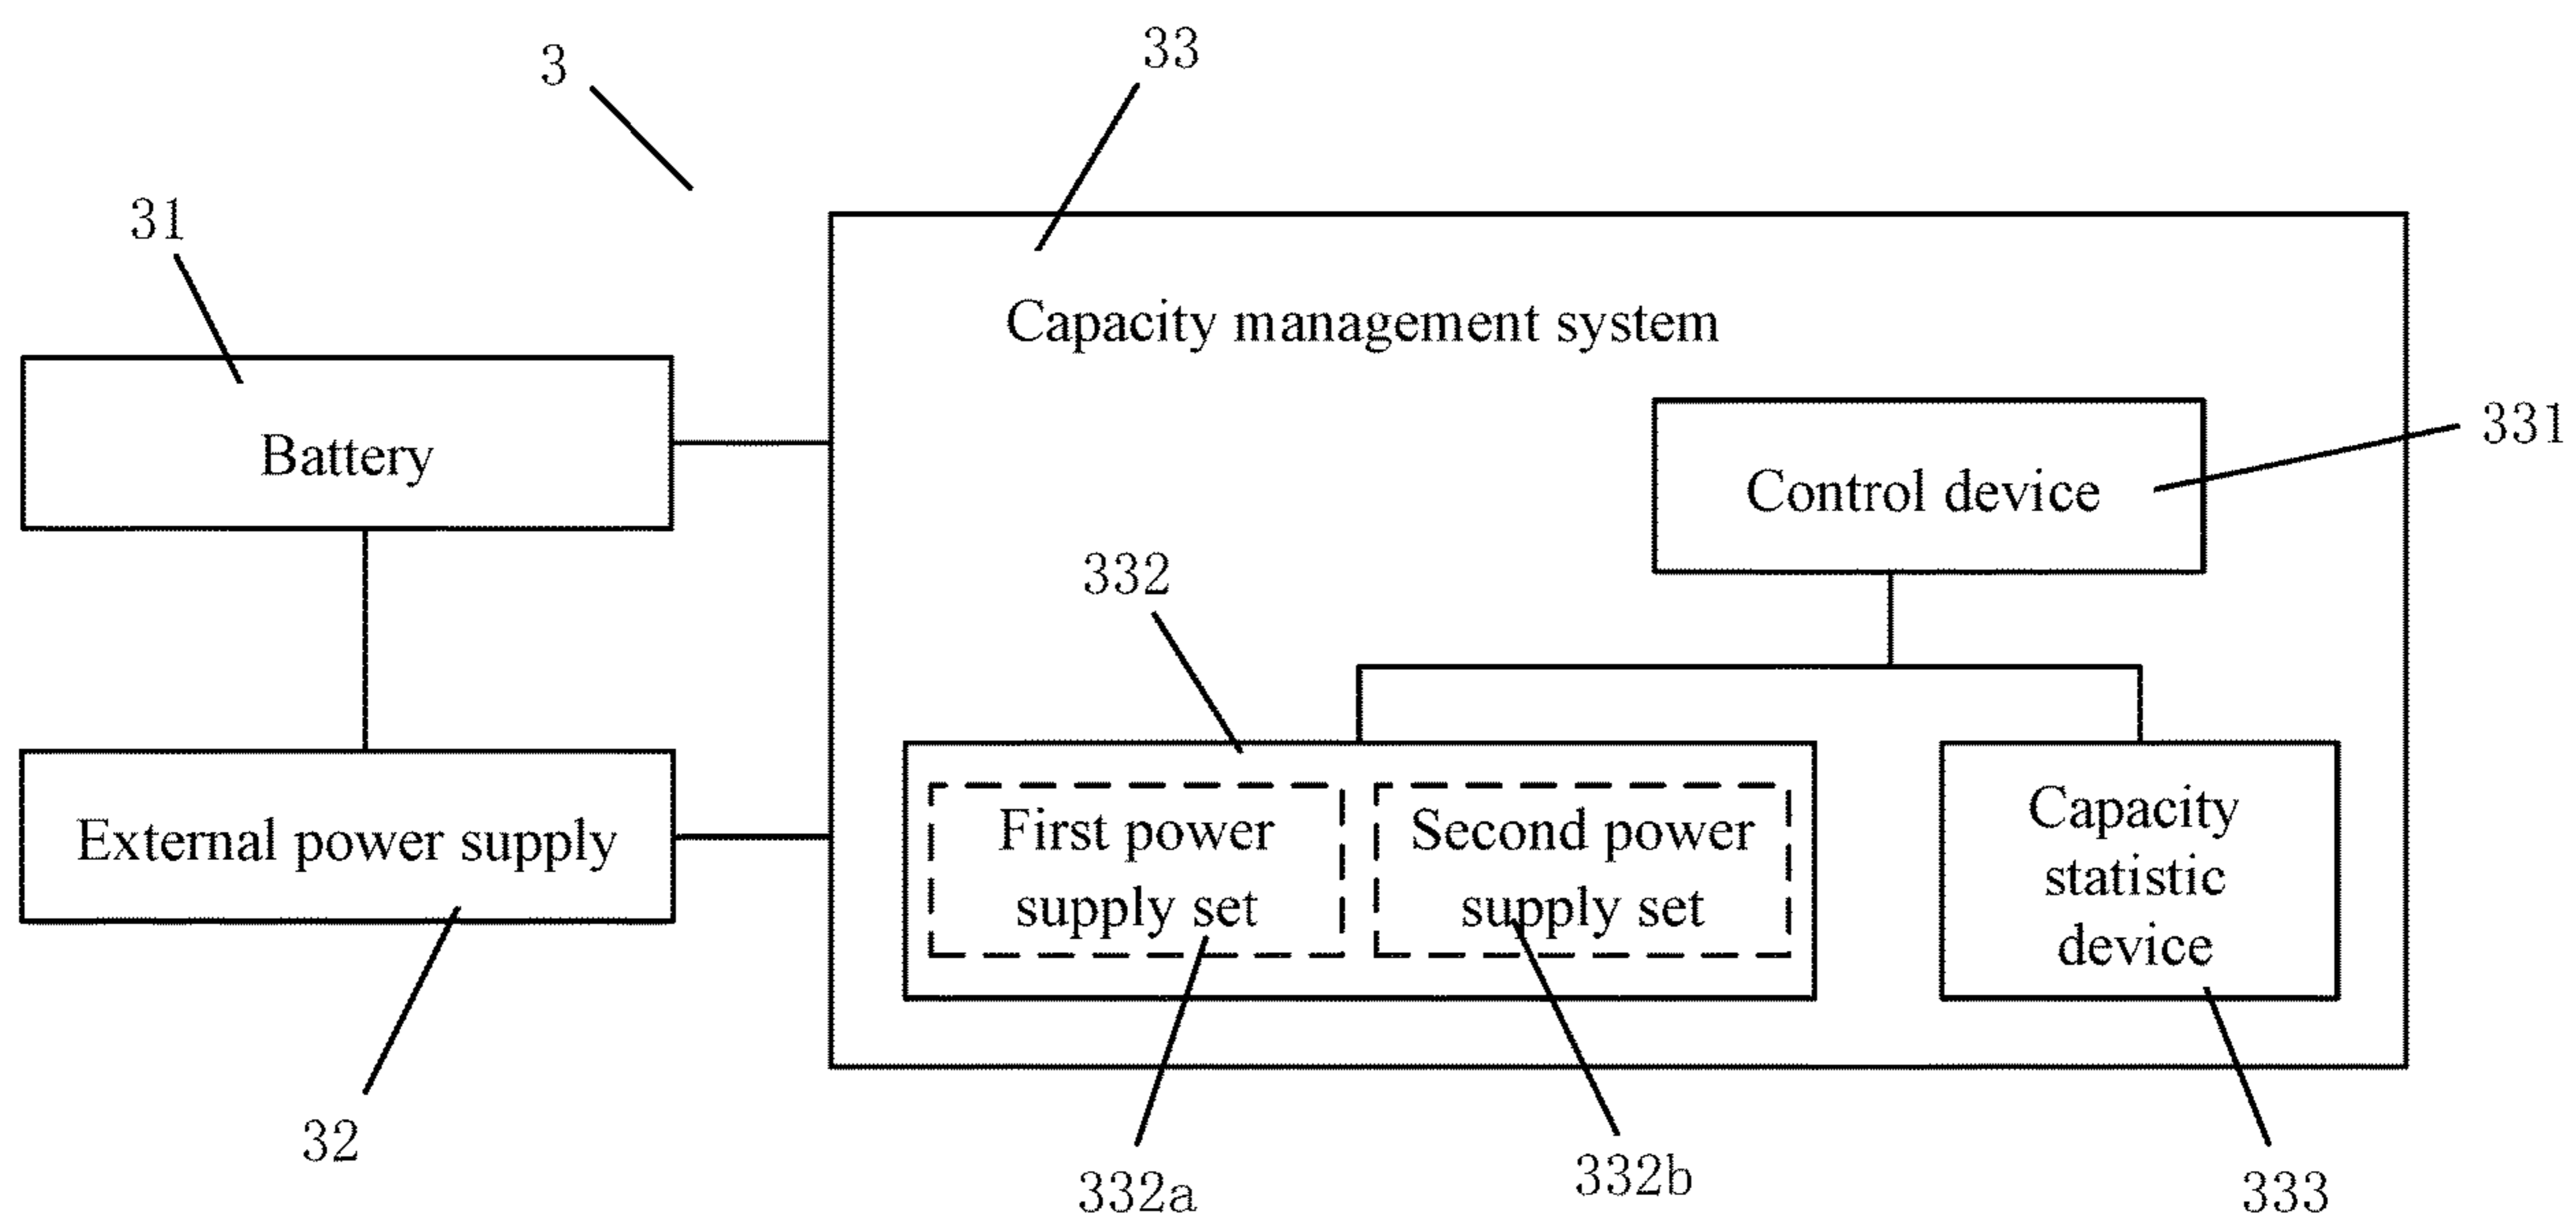 3
33
31
Capacity management system
Battery
Control device
331
332
External power supply
First power
supply set
Second power
supply set
Capacity
statistic
device
32
332a
332b
333